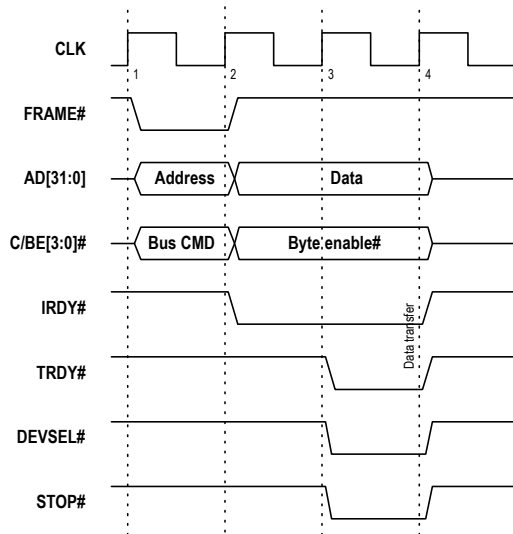 CLK
1 2 3 4
FRAME#
AD[31:0] Address Data
C/BE[3:0]# Bus CMD Byte enable#
IRDY#
Data transfer
TRDY#
DEVSEL#
STOP#